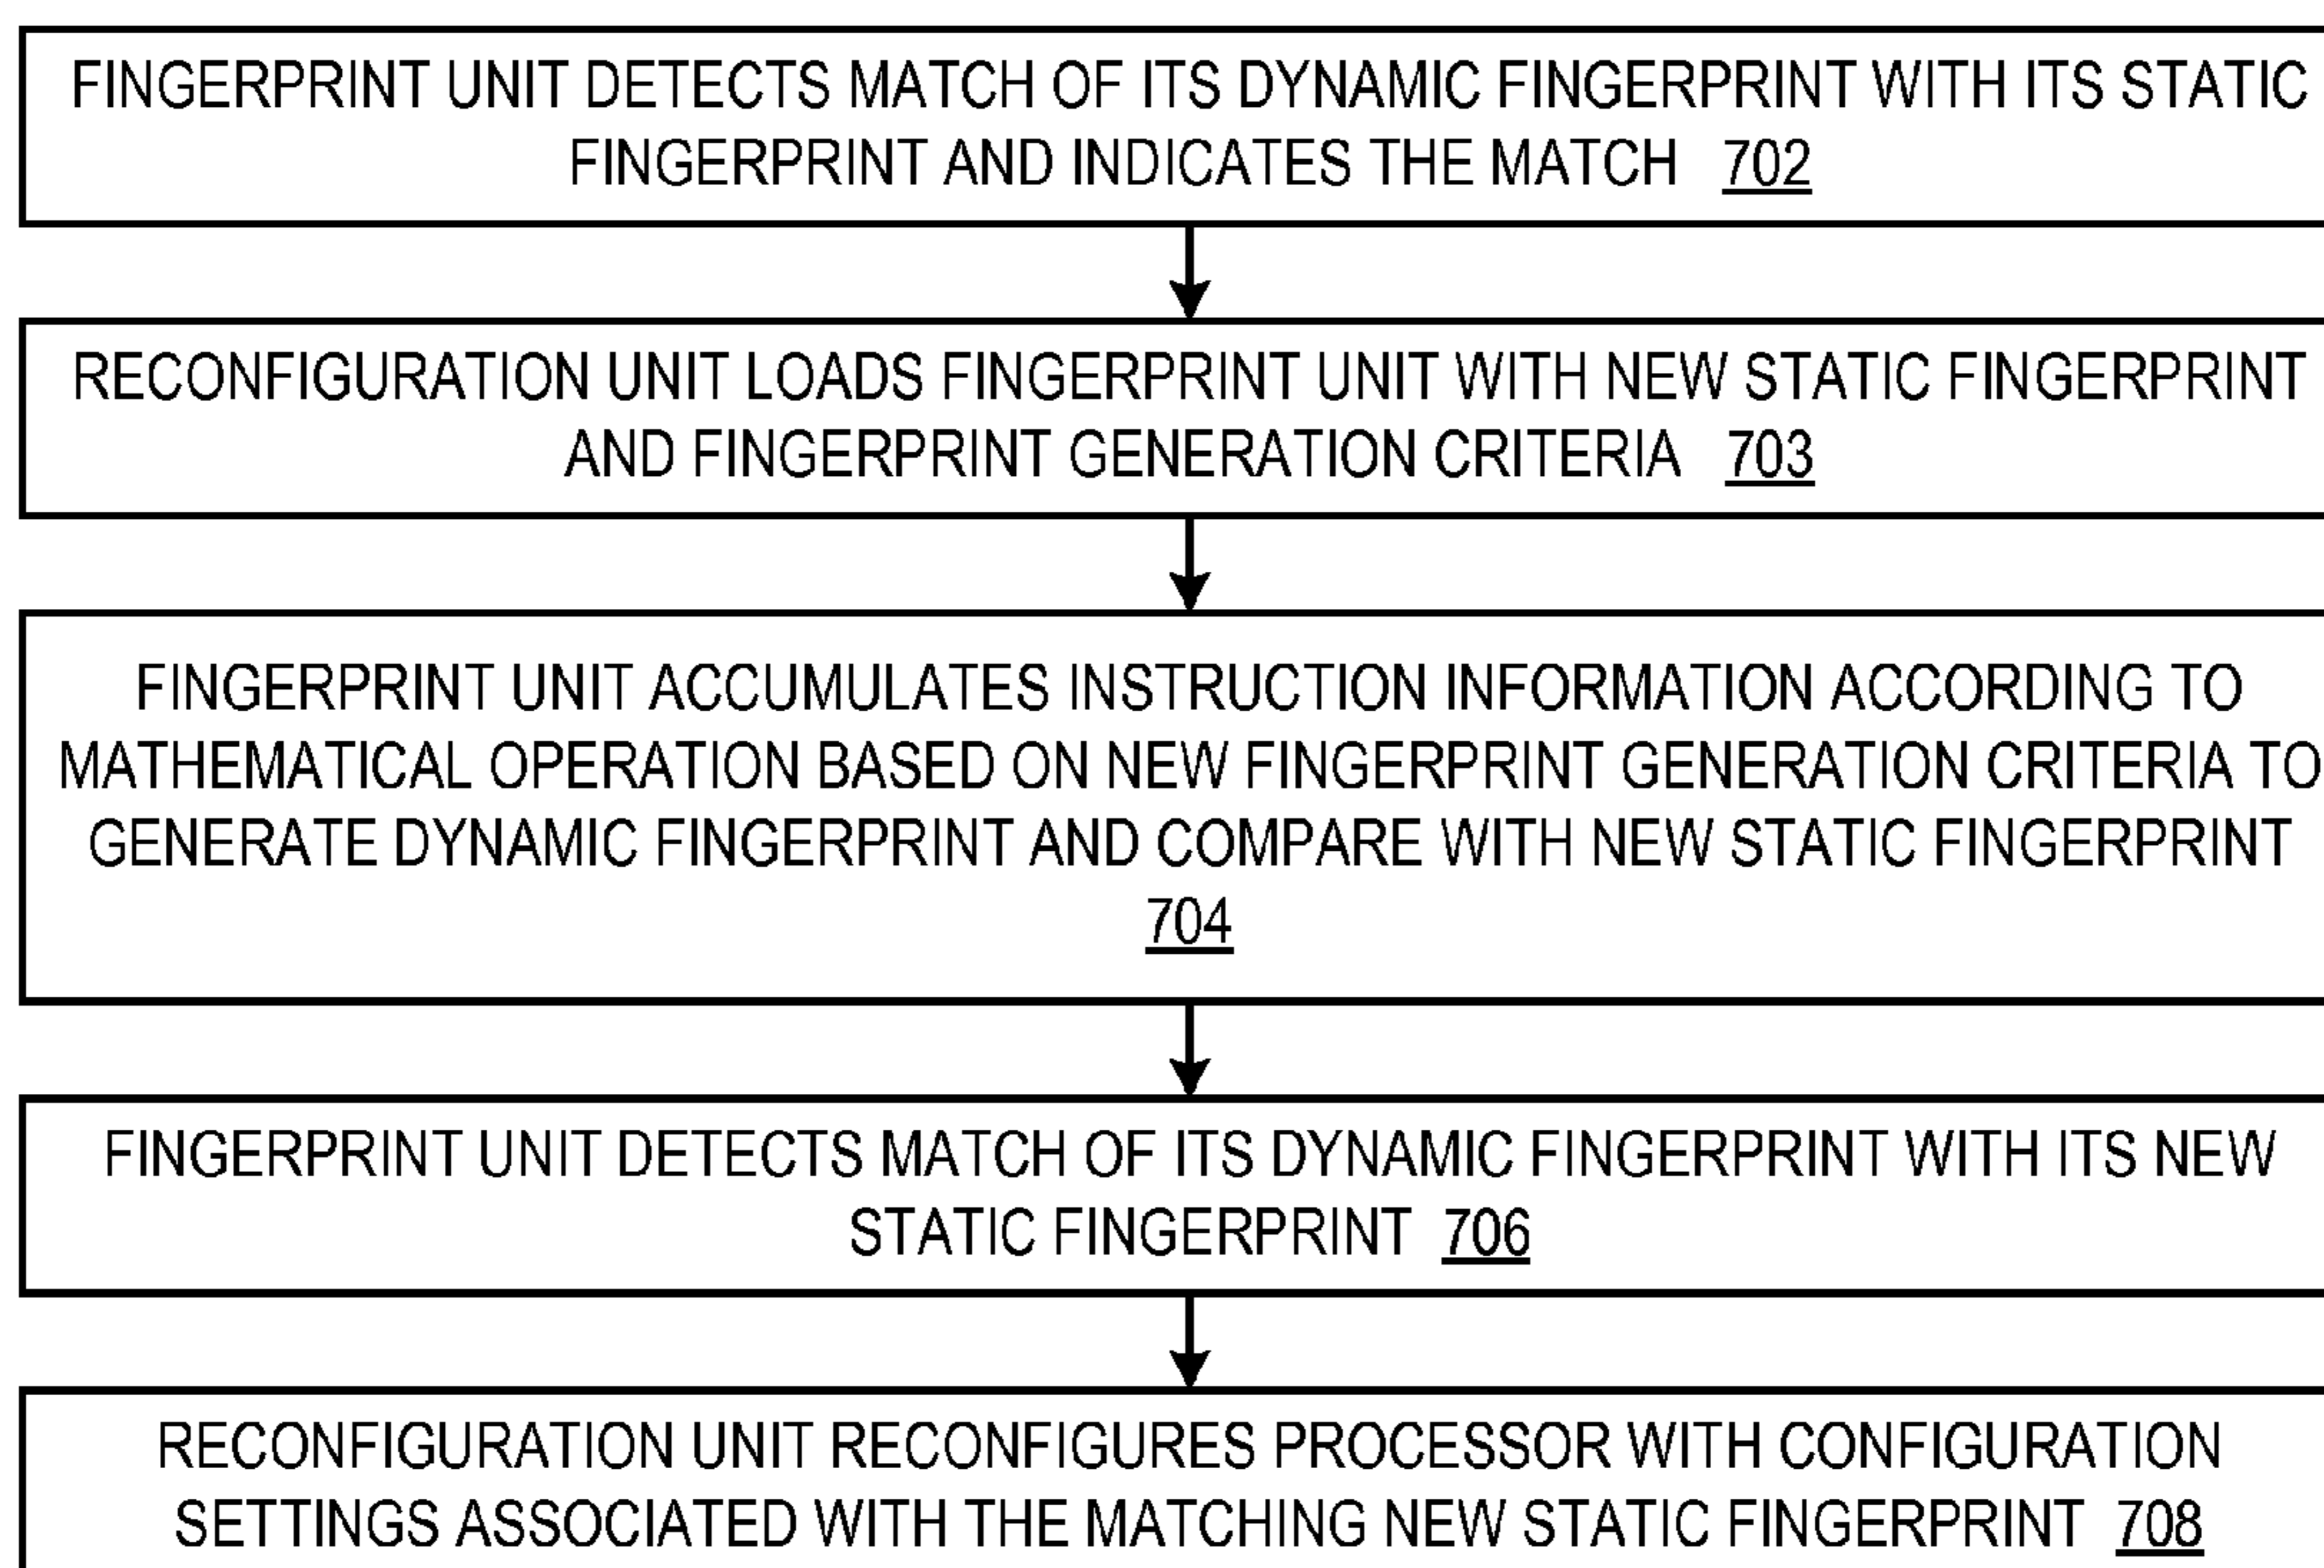 FINGERPRINT UNIT DETECTS MATCH OF ITS DYNAMIC FINGERPRINT WITH ITS STATIC
FINGERPRINT AND INDICATES THE MATCH 702
RECONFIGURATION UNIT LOADS FINGERPRINT UNIT WITH NEW STATIC FINGERPRINT
AND FINGERPRINT GENERATION CRITERIA 703
FINGERPRINT UNIT ACCUMULATES INSTRUCTION INFORMATION ACCORDING TO
MATHEMATICAL OPERATION BASED ON NEW FINGERPRINT GENERATION CRITERIA TO
GENERATE DYNAMIC FINGERPRINT AND COMPARE WITH NEW STATIC FINGERPRINT
704
FINGERPRINT UNIT DETECTS MATCH OF ITS DYNAMIC FINGERPRINT WITH ITS NEW
STATIC FINGERPRINT 706
RECONFIGURATION UNIT RECONFIGURES PROCESSOR WITH CONFIGURATION
SETTINGS ASSOCIATED WITH THE MATCHING NEW STATIC FINGERPRINT 708